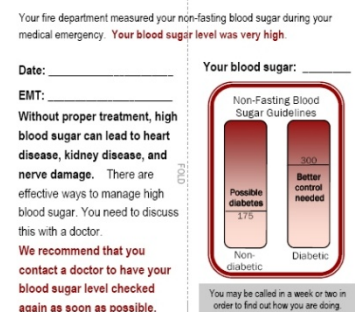 Your fire department measured your non-fasting blood sugar during your
medical emergency. Your blood sugar level was very high.
Date: ____________________
EMT: ____________________
Without proper treatment, high
blood sugar can lead to heart
disease, kidney disease, and
nerve damage. There are
effective ways to manage high
blood sugar. You need to discuss
this with a doctor.
We recommend that you
contact a doctor to have your
blood sugar level checked
again as soon as possible.
FOLD
Your blood sugar: ________
Non-Fasting Blood
Sugar Guidelines
Possible
diabetes
175
300
Better
control
needed
Non-
diabetic
Diabetic
You may be called in a week or two in
order to find out how you are doing.